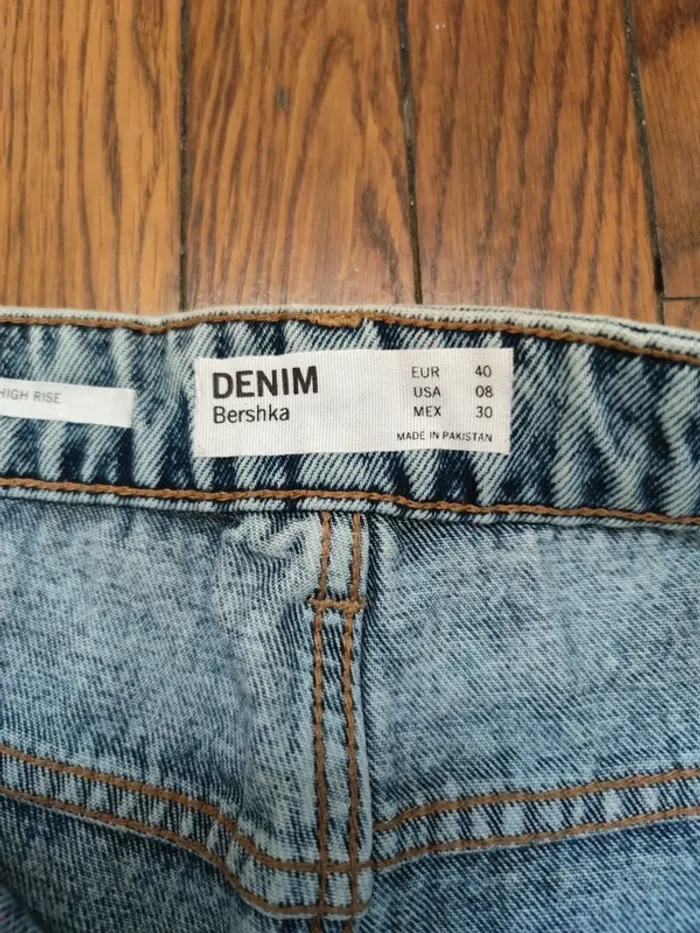 HIGH RISE
DENIM
Bershka
EUR 40
USA 08
MEX 30
MADE IN PAKISTAN